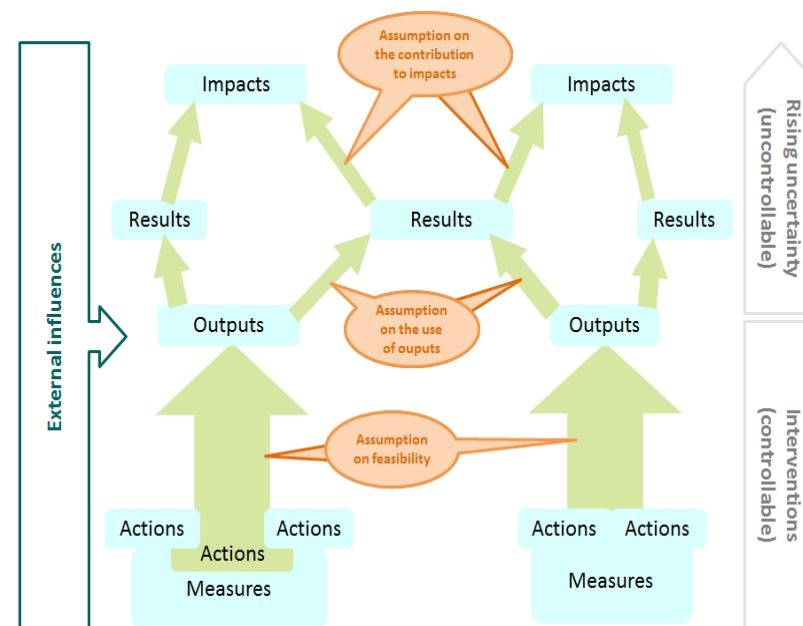 Assumption on
the contribution
to impacts
Impacts
Impacts
Results
Results
Results
Assumption
on the use
of ouputs
Outputs
Outputs
Assumption
on feasibility
Actions
Actions
Actions
Measures
Actions
Actions
Measures
External influences
Rising uncertainty
(uncontrollable)
Interventions
(controllable)